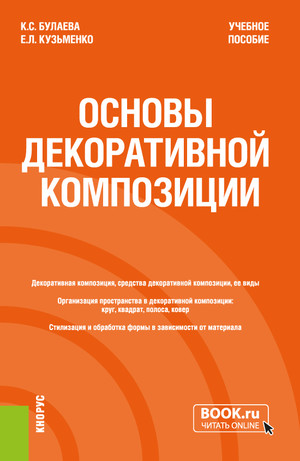 К.С. БУЛАЕВА
Е.Л. КУЗЬМЕНКО
УЧЕБНОЕ
ПОСОБИЕ
ОСНОВЫ
ДЕКОРАТИВНОЙ
КОМПОЗИЦИИ
Декоративная композиция, средства декоративной композиции, ее виды
Организация пространства в декоративной композиции:
круг, квадрат, полоса, ковер
Стилизация и обработка формы в зависимости от материала
КНОРУС
BOOK.ru
ЧИТАТЬ ONLINE